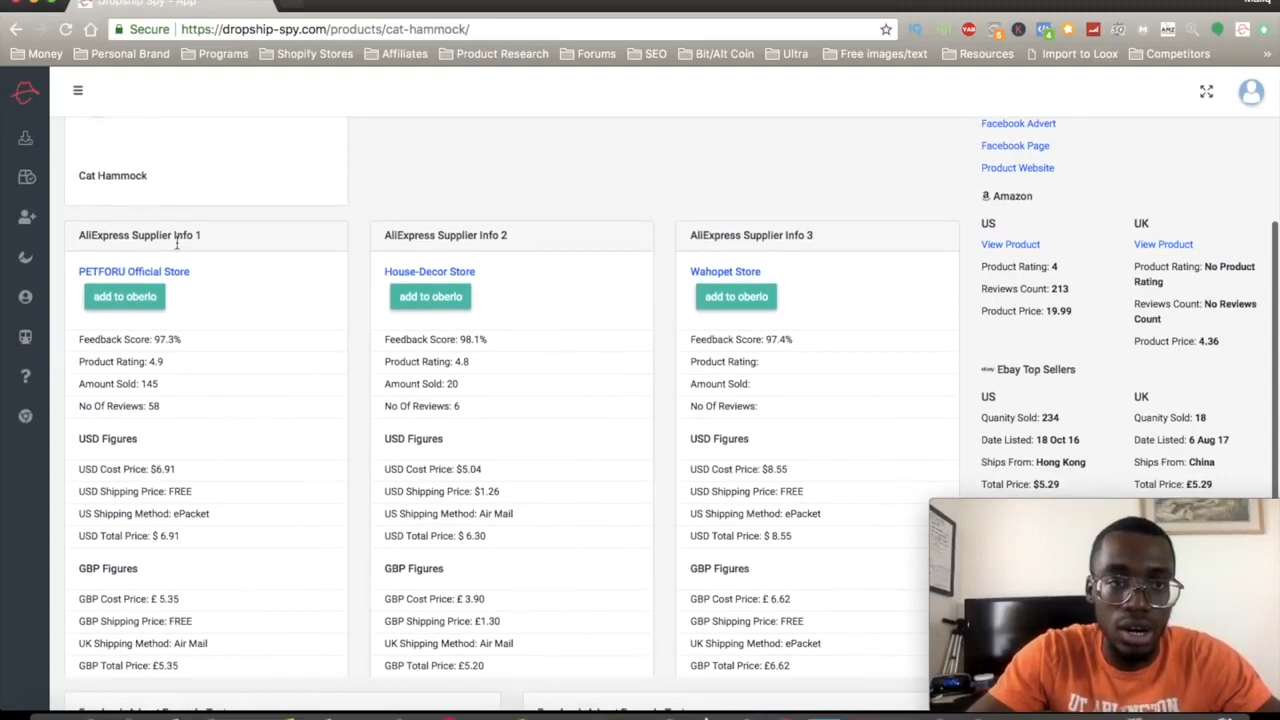 Dropship Spy - App
Secure https://dropship-spy.com/products/cat-hammock/
Money Personal Brand Programs Shopify Stores Affiliates Product Research Forums SEO Bit/Alt Coin Ultra Free images/text Resources Import to Loox Competitors »
Facebook Advert
Facebook Page
Cat Hammock
Product Website
Amazon
US UK
View Product View Product
Product Rating: 4 Product Rating: No Product
Rating
Reviews Count: 213 Reviews Count: No Reviews
Count
Product Price: 19.99 Product Price: 4.36
AliExpress Supplier Info 1 AliExpress Supplier Info 2 AliExpress Supplier Info 3
PETFORU Official Store House-Decor Store Wahopet Store
add to oberlo add to oberlo add to oberlo
Feedback Score: 97.3% Feedback Score: 98.1% Feedback Score: 97.4%
Product Rating: 4.9 Product Rating: 4.8 Product Rating:
Amount Sold: 145 Amount Sold: 20 Amount Sold:
No Of Reviews: 58 No Of Reviews: 6 No Of Reviews:
USD Figures USD Figures USD Figures
USD Cost Price: $6.91 USD Cost Price: $5.04 USD Cost Price: $8.55
USD Shipping Price: FREE USD Shipping Price: $1.26 USD Shipping Price: FREE
US Shipping Method: ePacket US Shipping Method: Air Mail US Shipping Method: ePacket
USD Total Price: $ 6.91 USD Total Price: $ 6.30 USD Total Price: $ 8.55
GBP Figures GBP Figures GBP Figures
GBP Cost Price: £ 5.35 GBP Cost Price: £ 3.90 GBP Cost Price: £ 6.62
GBP Shipping Price: FREE GBP Shipping Price: £1.30 GBP Shipping Price: FREE
UK Shipping Method: Air Mail UK Shipping Method: Air Mail UK Shipping Method: ePacket
GBP Total Price: £5.35 GBP Total Price: £5.20 GBP Total Price: £6.62
ebay Ebay Top Sellers
US UK
Quanity Sold: 234 Quanity Sold: 18
Date Listed: 18 Oct 16 Date Listed: 6 Aug 17
Ships From: Hong Kong Ships From: China
Total Price: $5.29 Total Price: £5.29
UT ARLINGTON